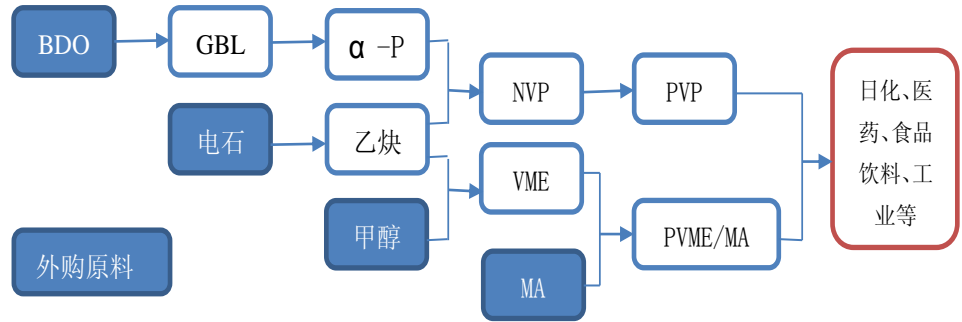 BDO
GBL
α-P
NVP
PVP
日化、医
药、食品
饮料、工
业等
电石
乙炔
VME
甲醇
PVME/MA
外购原料
MA